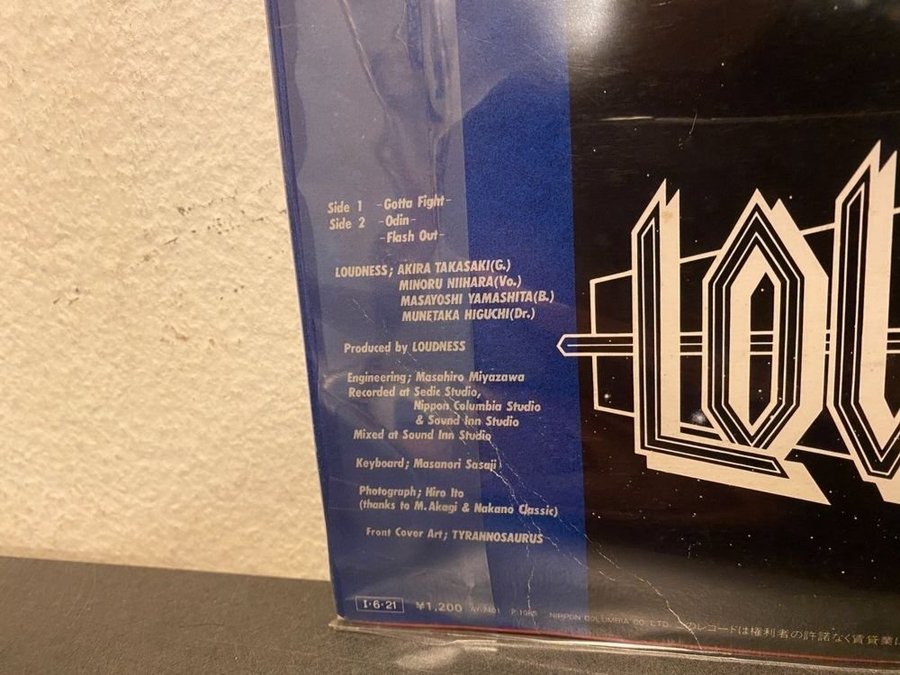 Side 1 -Gotta Fight-
Side 2 -Odin-
-Flash Out-
LOUDNESS; AKIRA TAKASAKI(G.)
MINORU NIIHARA(Vo.)
MASAYOSHI YAMASHITA(B.)
MUNETAKA HIGUCHI(Dr.)
Produced by LOUDNESS
Engineering; Masahiro Miyazawa
Recorded at Sedic Studio,
Nippon Columbia Studio
& Sound Inn Studio
Mixed at Sound Inn Studio
Keyboard; Masanori Sasaji
Photograph; Hiro Ito
(thanks to M.Akagi & Nakano Classic)
Front Cover Art; TYRANNOSAURUS
I·6·21 ¥1,200 AY-7401 P.1985 NIPPON COLUMBIA CO.,LTD. このレコードは権利者の許諾なく賃貸業に
LOU